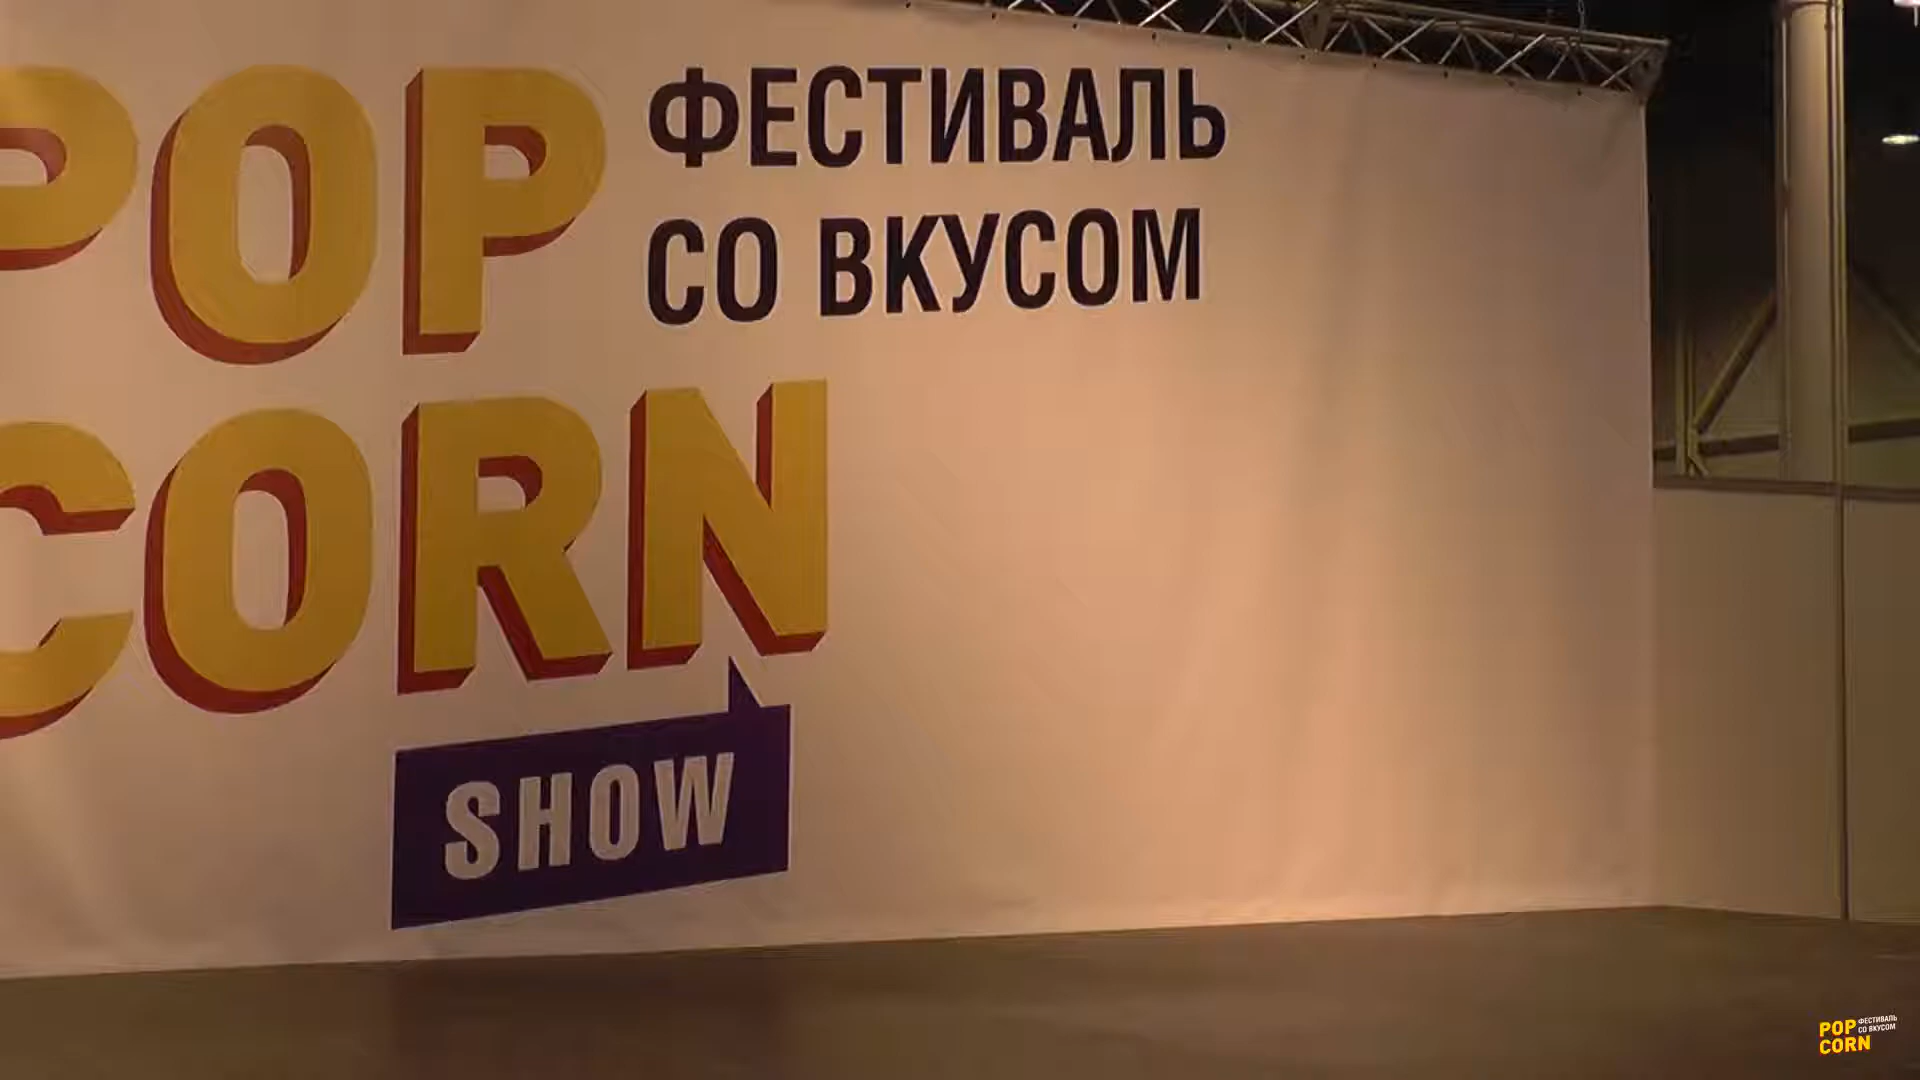 POP
ФЕСТИВАЛЬ
СО ВКУСОМ
CORN
SHOW
POP ФЕСТИВАЛЬ
СО ВКУСОМ
CORN